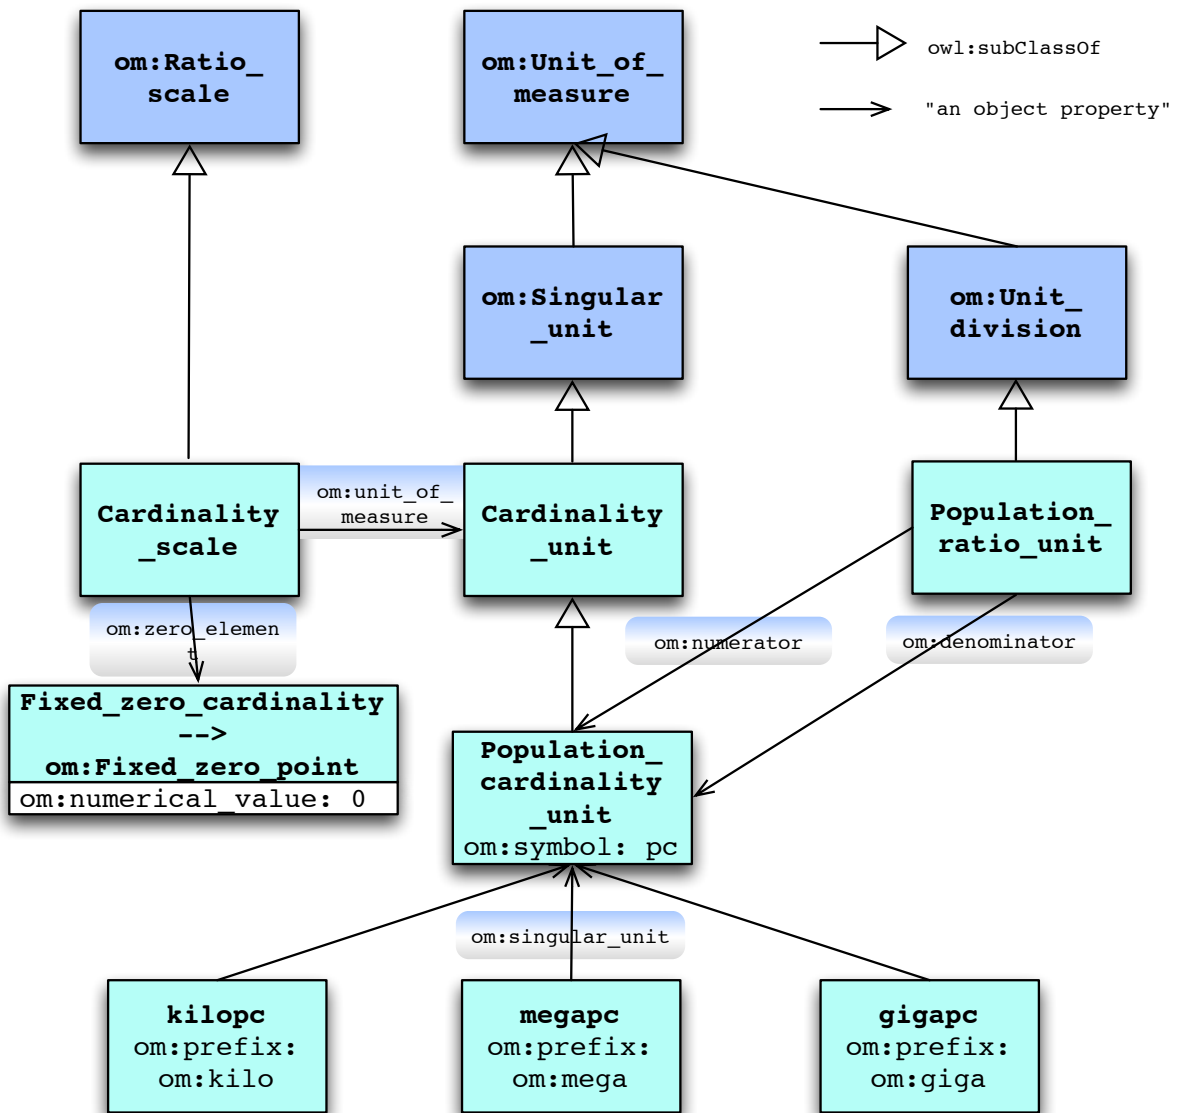 om:Ratio_
scale
om:Unit_of_
measure
owl:subClassOf
"an object property"
om:Singular
_unit
om:Unit_
division
Cardinality
_scale
om:unit_of_
measure
Cardinality
_unit
Population_
ratio_unit
om:zero_elemen
t
om:numerator
om:denominator
Fixed_zero_cardinality
-->
om:Fixed_zero_point
om:numerical_value: 0
Population_
cardinality
_unit
om:symbol: pc
om:singular_unit
kilopc
om:prefix:
om:kilo
megapc
om:prefix:
om:mega
gigapc
om:prefix:
om:giga